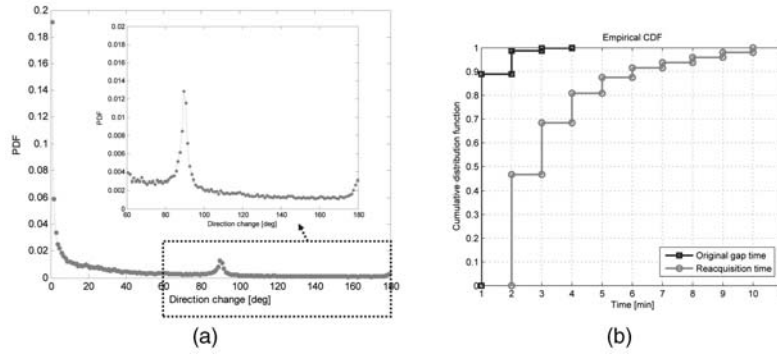 0.2
0.18
0.16
0.14
0.12
0.1
0.08
0.06
0.04
0.02
0
PDF
0 20 40 60 80 100 120 140 160 180
Direction change [deg]
0.02
0.018
0.016
0.014
0.012
0.01
0.008
0.006
0.004
0.002
0
PDF
60 80 100 120 140 160 180
Direction change [deg]
(a)
Empirical CDF
1
0.9
0.8
0.7
0.6
0.5
0.4
0.3
0.2
0.1
0
Cumulative distribution function
1 2 3 4 5 6 7 8 9 10
Time [min]
Original gap time
Reacquisition time
(b)